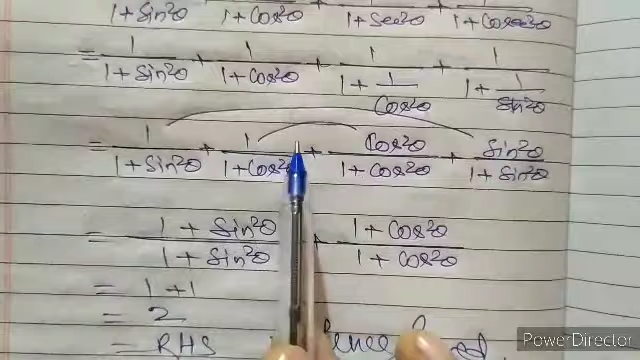 1+Sin²θ 1+Cos²θ 1+Sec²θ 1+Cosec²θ
= 1/(1+Sin²θ) + 1/(1+Cos²θ) + 1/(1+1/Cos²θ) + 1/(1+1/Sin²θ)
= 1/(1+Sin²θ) + 1/(1+Cos²θ) + Cos²θ/(1+Cos²θ) + Sin²θ/(1+Sin²θ)
= (1+Sin²θ)/(1+Sin²θ) + (1+Cos²θ)/(1+Cos²θ)
= 1+1
= 2
= RHS
PowerDirector